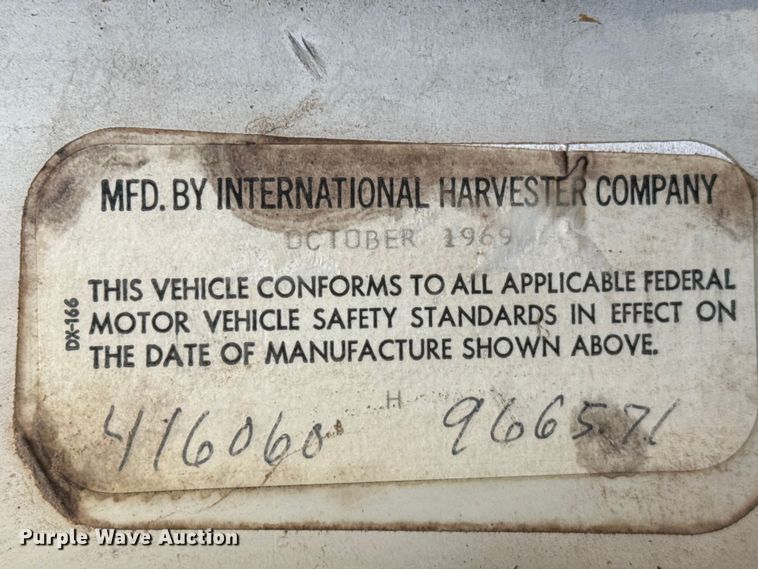 MFD. BY INTERNATIONAL HARVESTER COMPANY
OCTOBER 1969
THIS VEHICLE CONFORMS TO ALL APPLICABLE FEDERAL
MOTOR VEHICLE SAFETY STANDARDS IN EFFECT ON
THE DATE OF MANUFACTURE SHOWN ABOVE.
DX-166
416060 H 966571
Purple Wave Auction